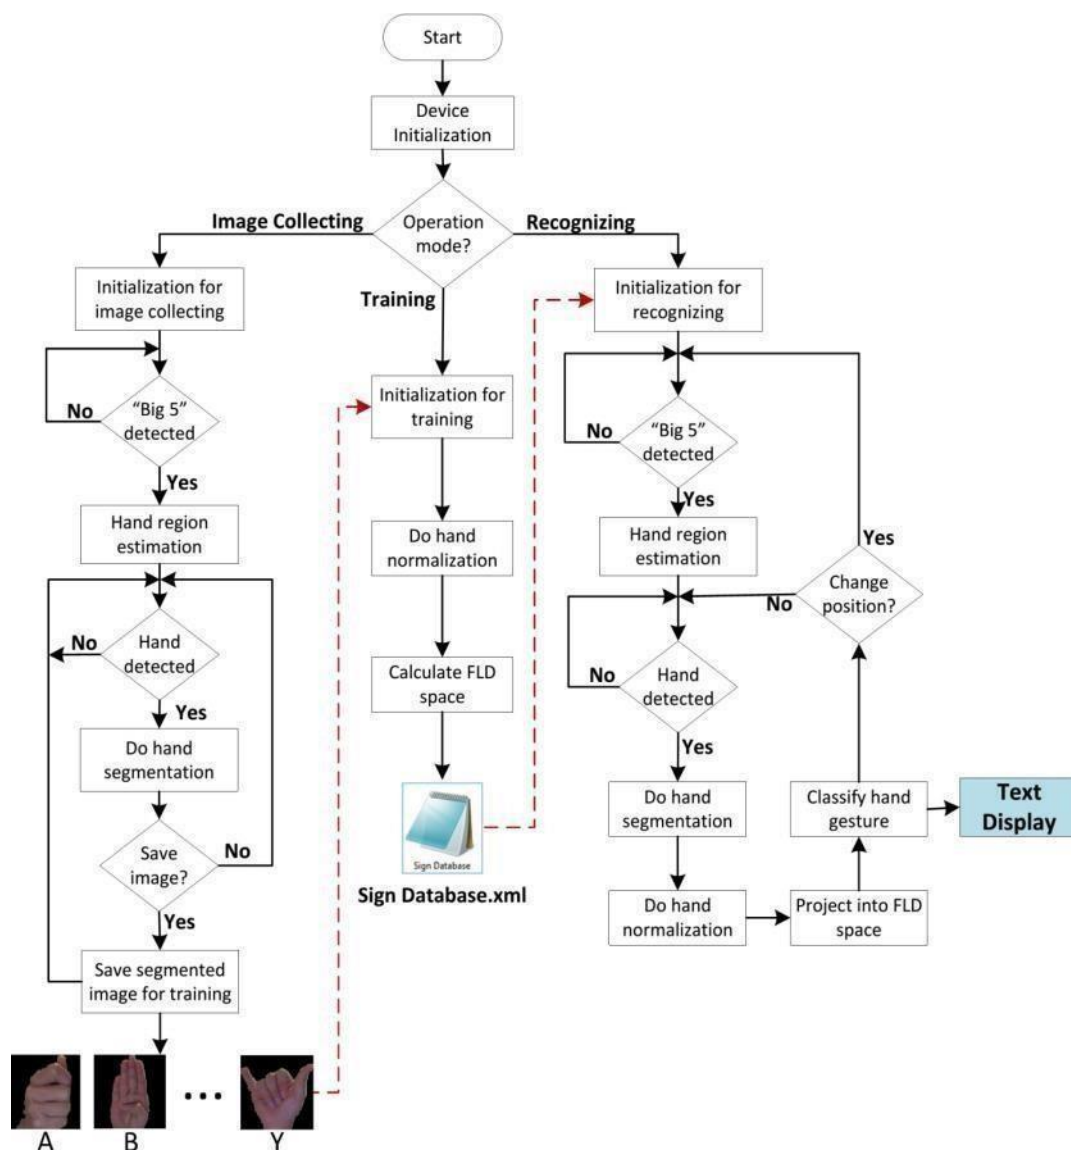 Start
Device
Initialization
Operation
mode?
Image Collecting
Initialization for
image collecting
"Big 5"
detected
No
Yes
Hand region
estimation
Hand
detected
No
Yes
Do hand
segmentation
Save
image?
No
Yes
Save segmented
image for training
A
B
Y
Training
Initialization for
training
Do hand
normalization
Calculate FLD
space
Sign Database
Sign Database.xml
Recognizing
Initialization for
recognizing
"Big 5"
detected
No
Yes
Hand region
estimation
Hand
detected
No
Yes
Do hand
segmentation
Do hand
normalization
Project into FLD
space
Classify hand
gesture
Text
Display
Change
position?
No
Yes